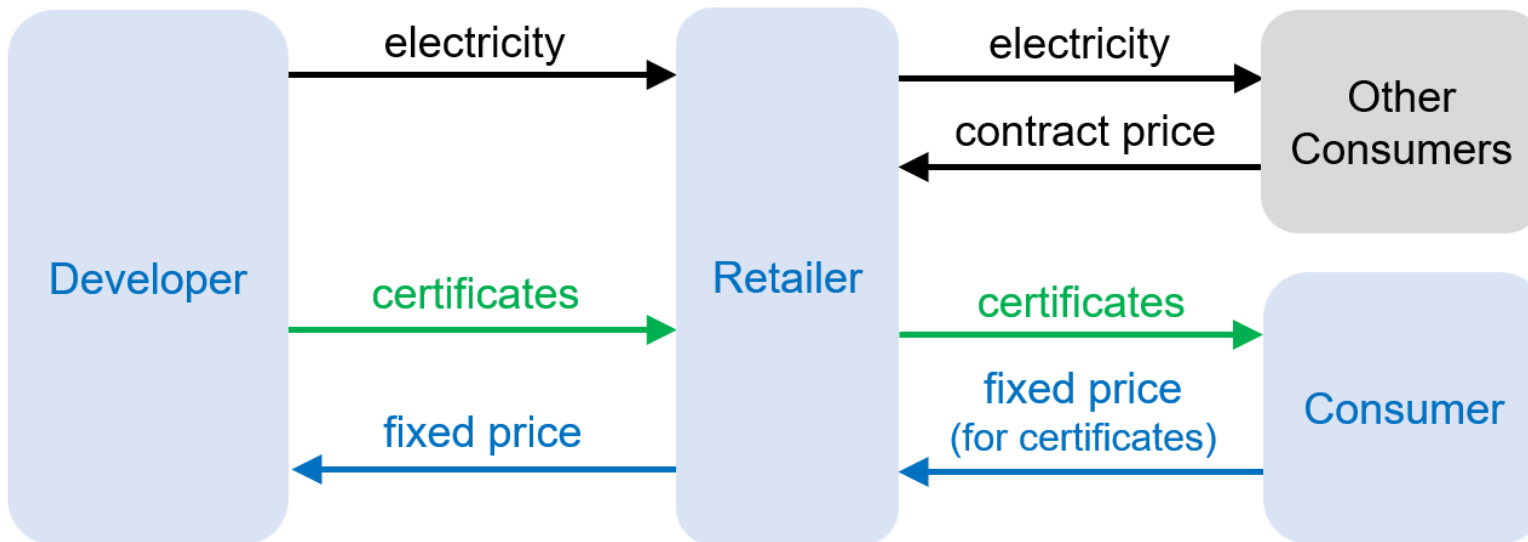 electricity
electricity
Other
Consumers
contract price
Developer
certificates
Retailer
certificates
fixed price
fixed price
(for certificates)
Consumer